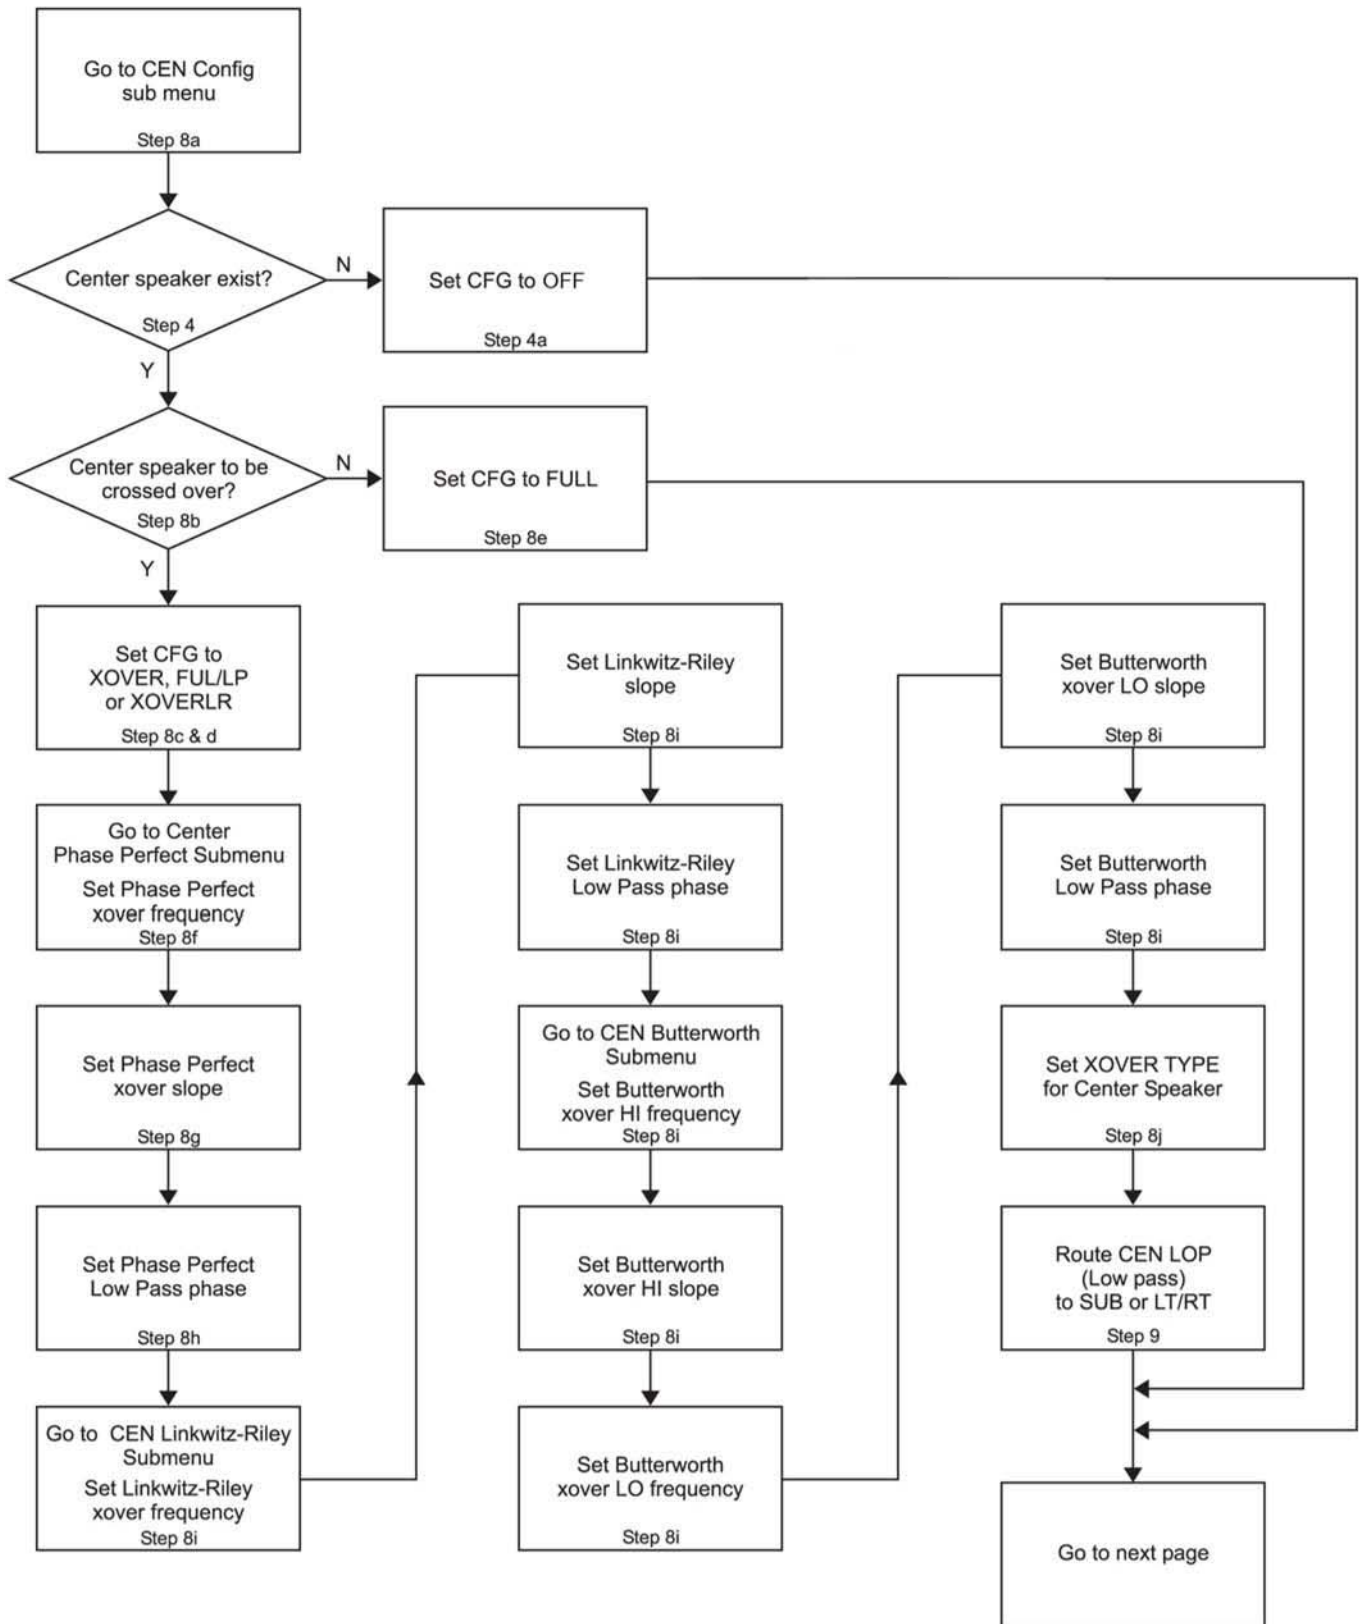 Go to CEN Config
sub menu
Step 8a
Center speaker exist?
Step 4
N
Set CFG to OFF
Step 4a
Y
Center speaker to be
crossed over?
Step 8b
N
Set CFG to FULL
Step 8e
Y
Set CFG to
XOVER, FUL/LP
or XOVERLR
Step 8c & d
Go to Center
Phase Perfect Submenu
Set Phase Perfect
xover frequency
Step 8f
Set Phase Perfect
xover slope
Step 8g
Set Phase Perfect
Low Pass phase
Step 8h
Go to CEN Linkwitz-Riley
Submenu
Set Linkwitz-Riley
xover frequency
Step 8i
Set Linkwitz-Riley
slope
Step 8i
Set Linkwitz-Riley
Low Pass phase
Step 8i
Go to CEN Butterworth
Submenu
Set Butterworth
xover HI frequency
Step 8i
Set Butterworth
xover HI slope
Step 8i
Set Butterworth
xover LO frequency
Step 8i
Set Butterworth
xover LO slope
Step 8i
Set Butterworth
Low Pass phase
Step 8i
Set XOVER TYPE
for Center Speaker
Step 8j
Route CEN LOP
(Low pass)
to SUB or LT/RT
Step 9
Go to next page